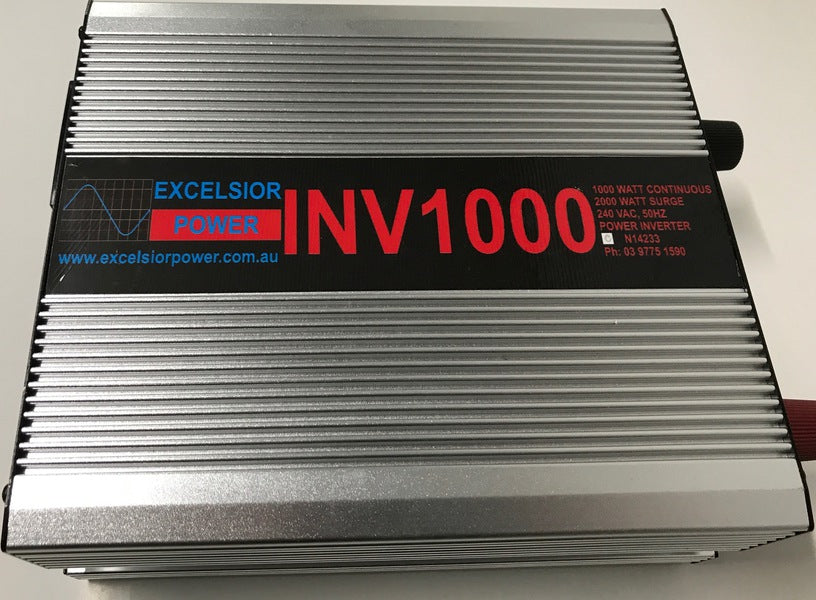 EXCELSIOR
POWER
www.excelsiorpower.com.au
INV1000
1000 WATT CONTINUOUS
2000 WATT SURGE
240 VAC, 50HZ
POWER INVERTER
C N14233
Ph: 03 9775 1590